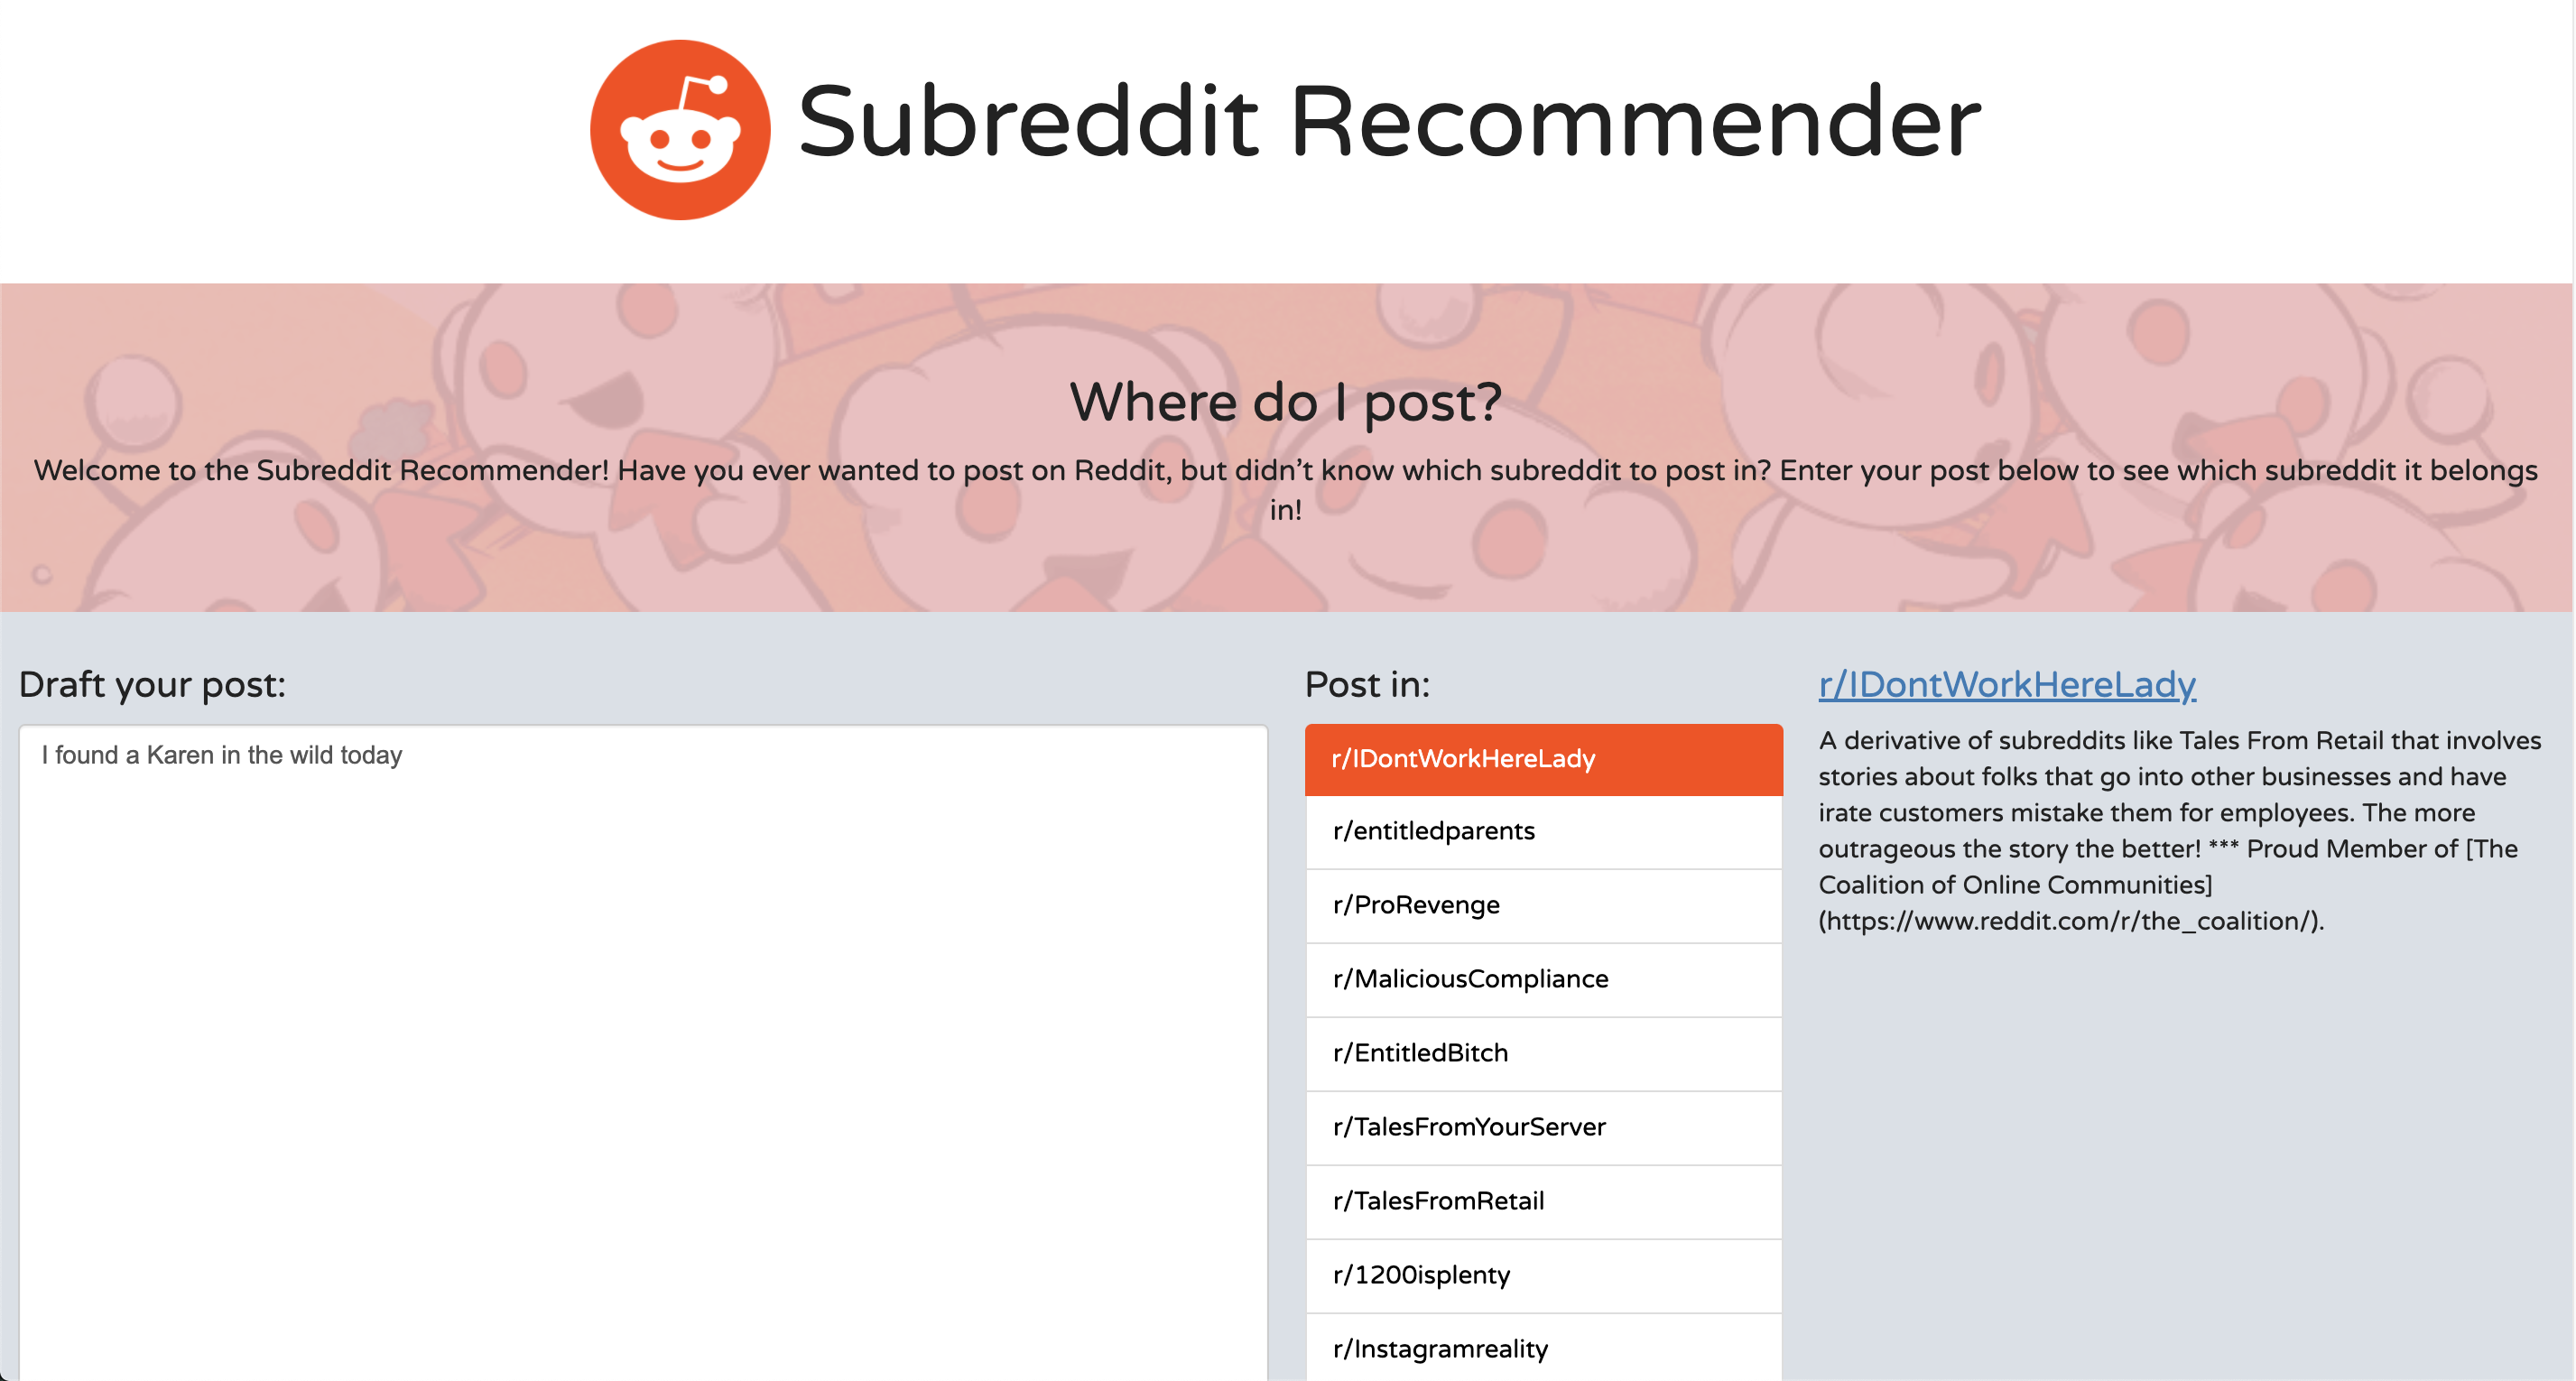 Subreddit Recommender
Where do I post?
Welcome to the Subreddit Recommender! Have you ever wanted to post on Reddit, but didn’t know which subreddit to post in? Enter your post below to see which subreddit it belongs
in!
Draft your post:
I found a Karen in the wild today
Post in:
r/IDontWorkHereLady
r/entitledparents
r/ProRevenge
r/MaliciousCompliance
r/EntitledBitch
r/TalesFromYourServer
r/TalesFromRetail
r/1200isplenty
r/Instagramreality
r/IDontWorkHereLady
A derivative of subreddits like Tales From Retail that involves
stories about folks that go into other businesses and have
irate customers mistake them for employees. The more
outrageous the story the better! *** Proud Member of [The
Coalition of Online Communities]
(https://www.reddit.com/r/the_coalition/).